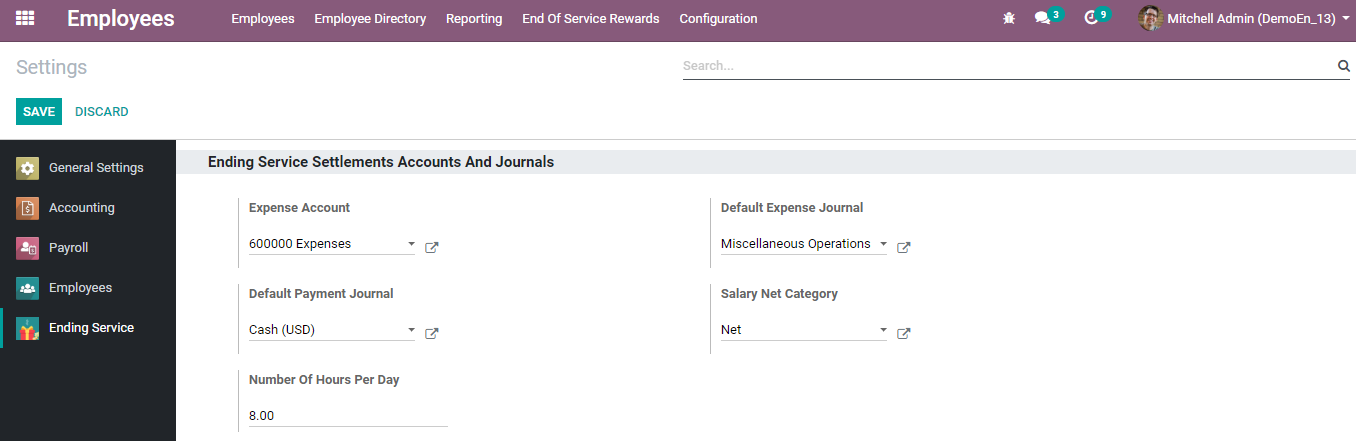 Employees Employees Employee Directory Reporting End Of Service Rewards Configuration 3 9 Mitchell Admin (DemoEn_13)
Settings Search...
SAVE DISCARD
General Settings
Accounting
Payroll
Employees
Ending Service
Ending Service Settlements Accounts And Journals
Expense Account Default Expense Journal
600000 Expenses Miscellaneous Operations
Default Payment Journal Salary Net Category
Cash (USD) Net
Number Of Hours Per Day
8.00